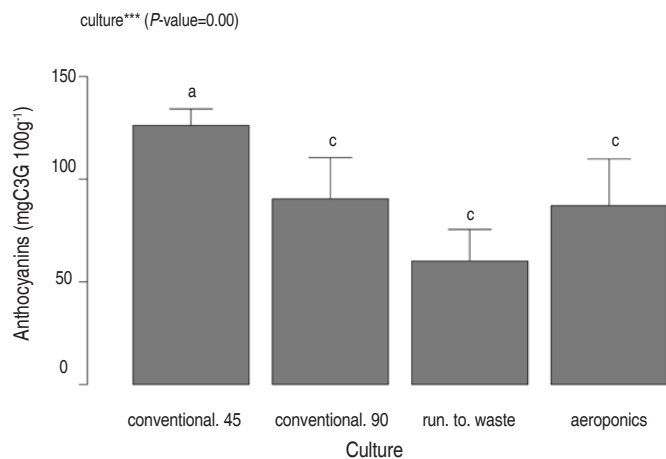 culture*** (P-value=0.00)
150
100
50
0
Anthocyanins (mgC3G 100g⁻¹)
a
c
c
c
conventional. 45
conventional. 90
run. to. waste
aeroponics
Culture